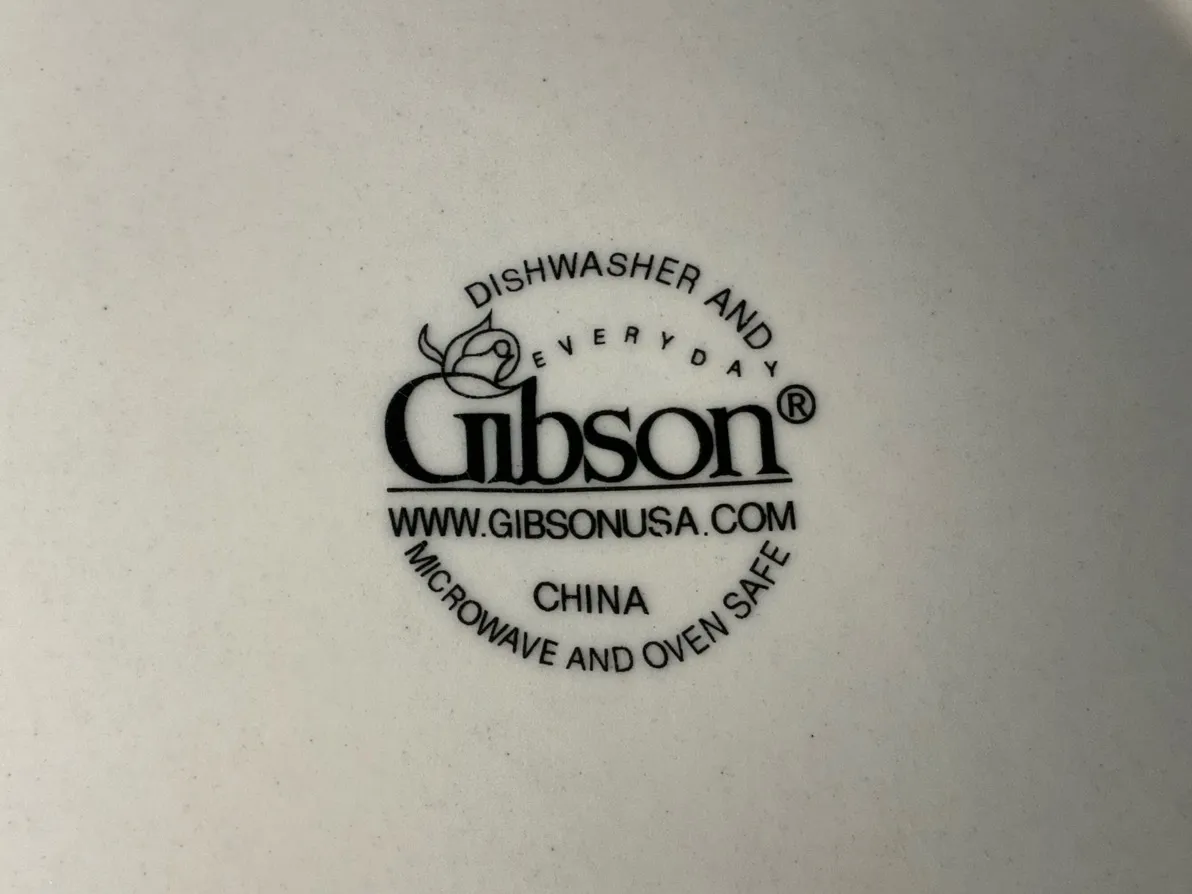 DISHWASHER AND
EVERYDAY
Gibson®
WWW.GIBSONUSA.COM
CHINA
MICROWAVE AND OVEN SAFE